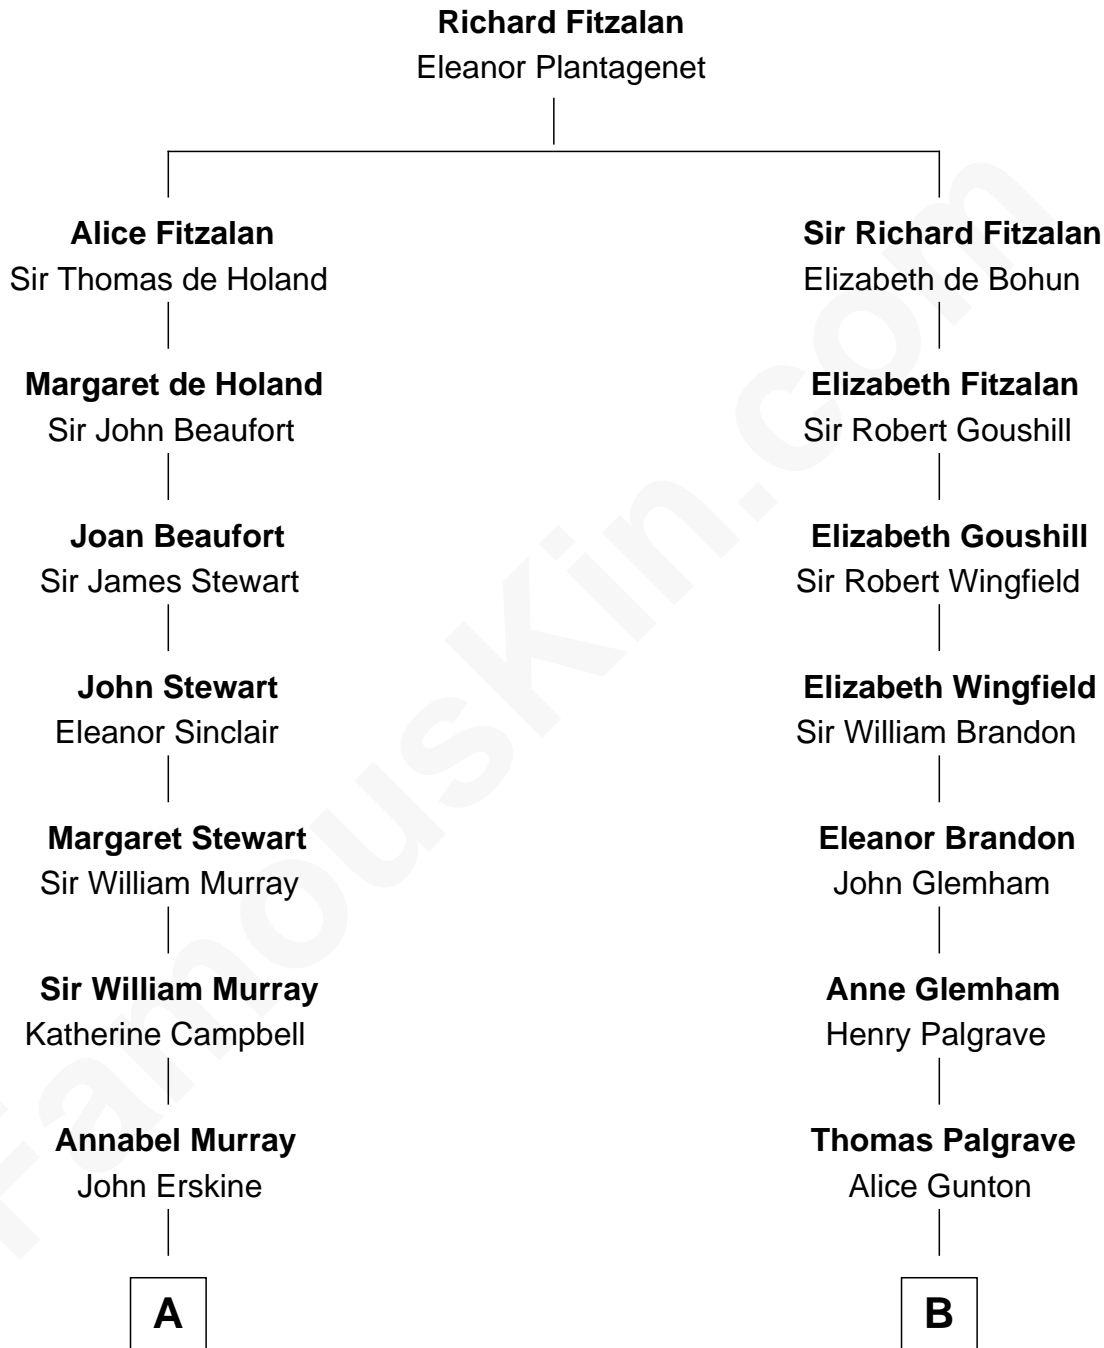 Richard Fitzalan
Eleanor Plantagenet
Alice Fitzalan
Sir Thomas de Holand
Margaret de Holand
Sir John Beaufort
Joan Beaufort
Sir James Stewart
John Stewart
Eleanor Sinclair
Margaret Stewart
Sir William Murray
Sir William Murray
Katherine Campbell
Annabel Murray
John Erskine
A
Sir Richard Fitzalan
Elizabeth de Bohun
Elizabeth Fitzalan
Sir Robert Goushill
Elizabeth Goushill
Sir Robert Wingfield
Elizabeth Wingfield
Sir William Brandon
Eleanor Brandon
John Glemham
Anne Glemham
Henry Palgrave
Thomas Palgrave
Alice Gunton
B
FamousKin.com